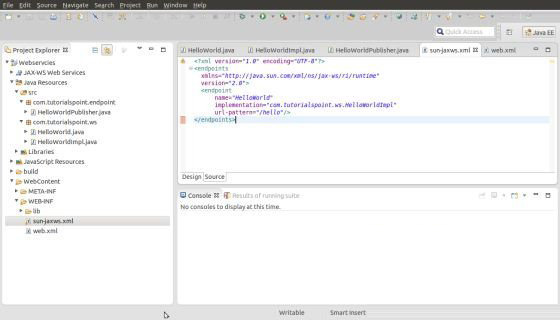 File Edit Source Refactor Navigate Search Project Run Window Help
Quick Access
Java EE
Project Explorer
Webservcies
JAX-WS Web Services
Java Resources
src
com.tutorialspoint.endpoint
HelloWorldPublisher.java
com.tutorialspoint.ws
HelloWorld.java
HelloWorldImpl.java
Libraries
JavaScript Resources
build
WebContent
META-INF
WEB-INF
lib
sun-jaxws.xml
web.xml
HelloWorld.java HelloWorldImpl.java HelloWorldPublisher.java sun-jaxws.xml web.xml
<?xml version="1.0" encoding="UTF-8"?>
<endpoints
xmlns="http://java.sun.com/xml/ns/jax-ws/ri/runtime"
version="2.0">
<endpoint
name="HelloWorld"
implementation="com.tutorialspoint.ws.HelloWorldImpl"
url-pattern="/hello"/>
</endpoints>
Design Source
Console Results of running suite
No consoles to display at this time.
Writable Smart Insert